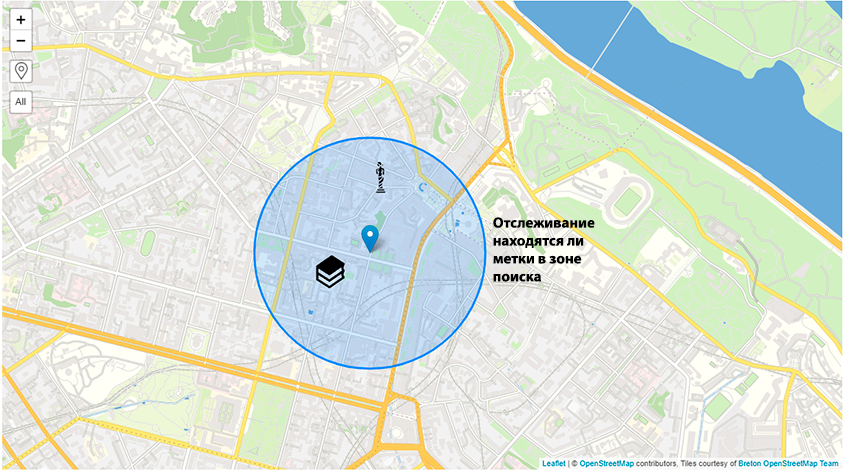 +
−
All
Отслеживание
находятся ли
метки в зоне
поиска
Leaflet | © OpenStreetMap contributors, Tiles courtesy of Breton OpenStreetMap Team